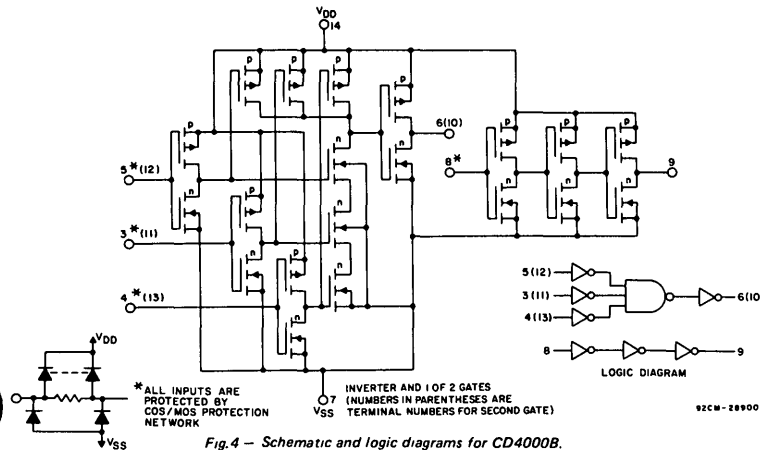 VDD
14
p
p
p
p
p
p
p
p
p
p
n
n
n
n
n
n
n
n
n
n
5*(12)
3*(11)
4*(13)
6(10)
8*
9
5(12)
3(11)
4(13)
6(10
8
9
LOGIC DIAGRAM
VDD
VSS
*ALL INPUTS ARE
PROTECTED BY
COS/MOS PROTECTION
NETWORK
7
VSS
INVERTER AND 1 OF 2 GATES
(NUMBERS IN PARENTHESES ARE
TERMINAL NUMBERS FOR SECOND GATE)
92CM-28900
Fig.4 — Schematic and logic diagrams for CD4000B.